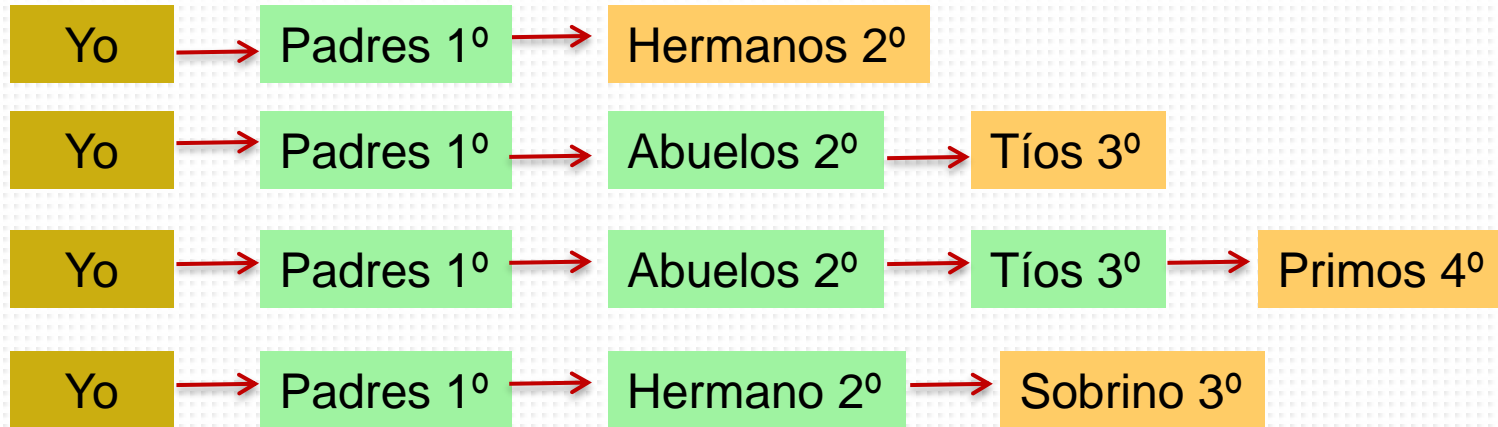 Yo Padres 1º Hermanos 2º
Yo Padres 1º Abuelos 2º Tíos 3º
Yo Padres 1º Abuelos 2º Tíos 3º Primos 4º
Yo Padres 1º Hermano 2º Sobrino 3º